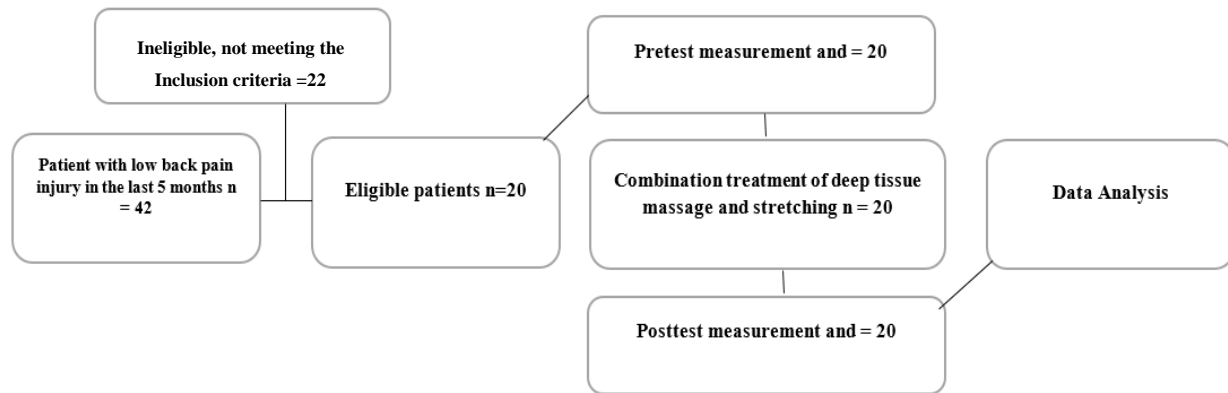 Ineligible, not meeting the
Inclusion criteria =22
Patient with low back pain
injury in the last 5 months n
= 42
Eligible patients n=20
Pretest measurement and = 20
Combination treatment of deep tissue
massage and stretching n = 20
Posttest measurement and = 20
Data Analysis